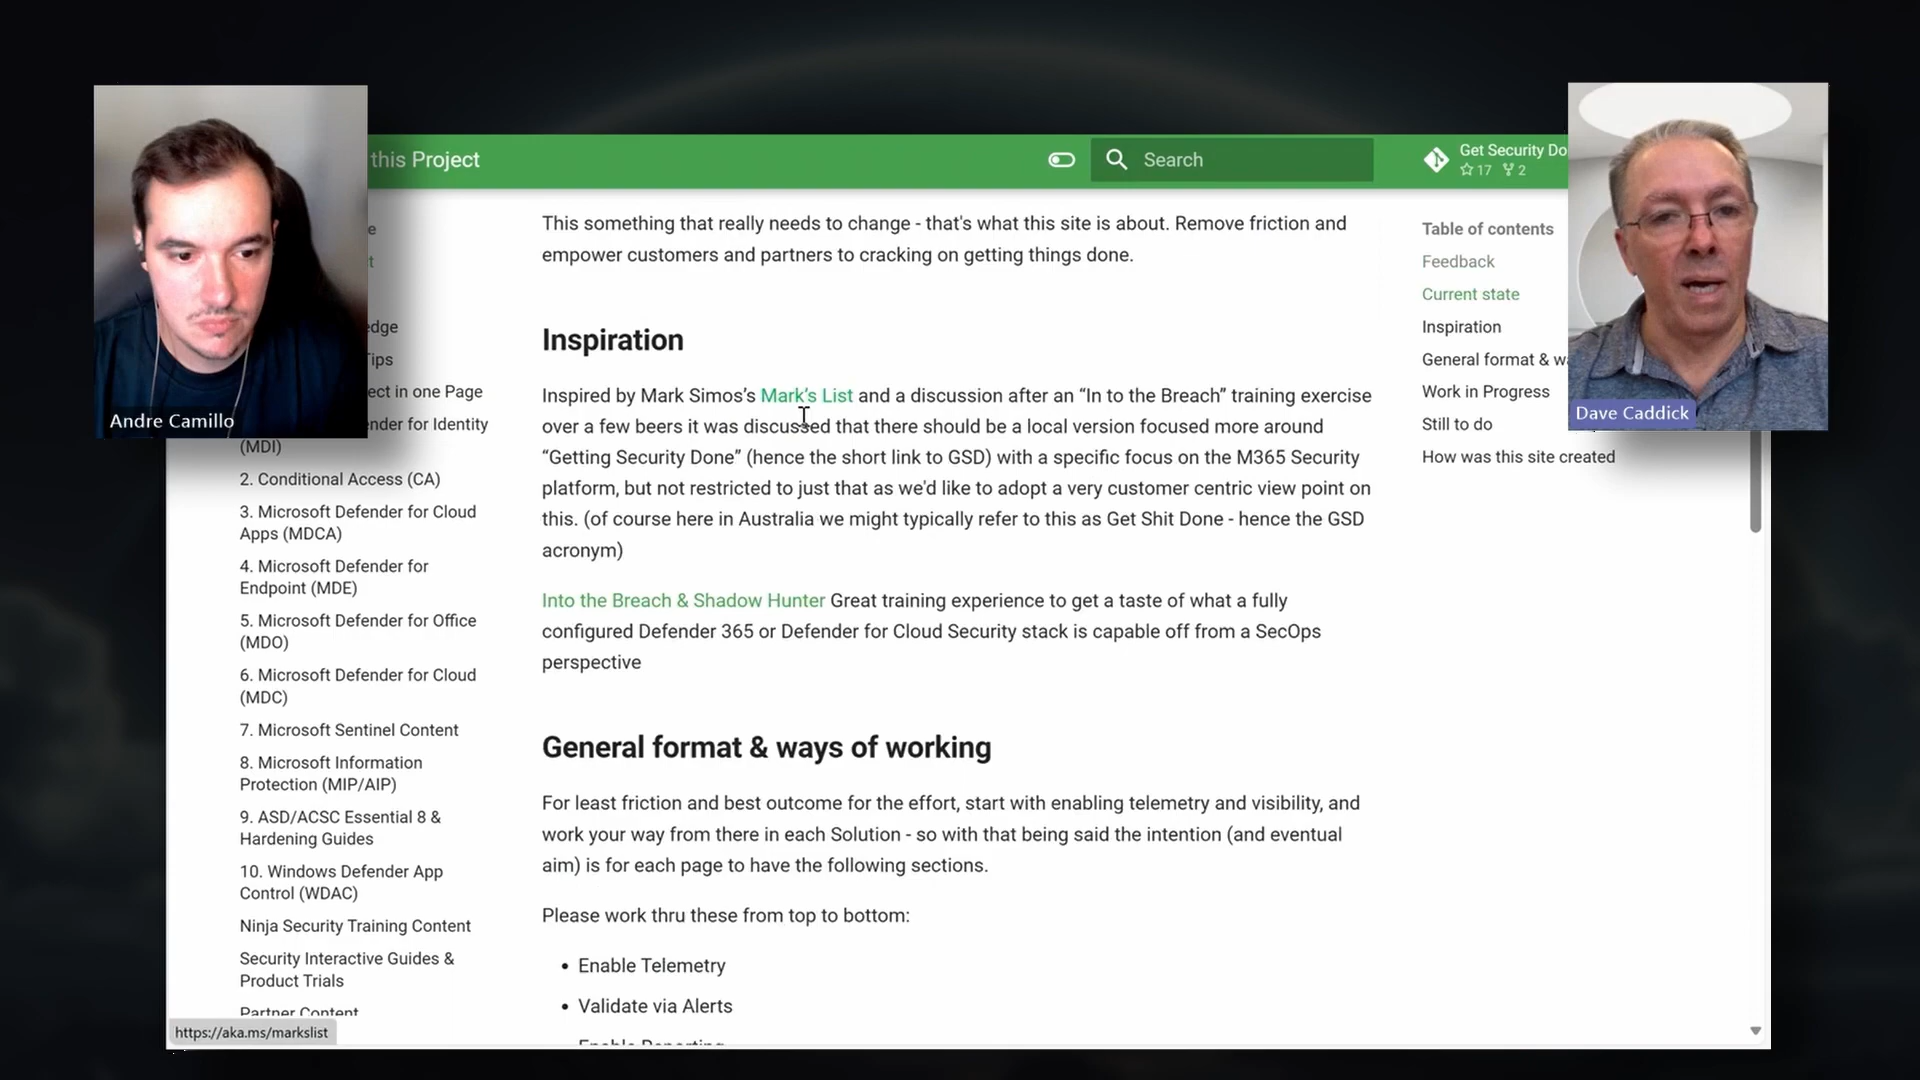 this Project
Search
Get Security Do
17 2
Andre Camillo
Dave Caddick
Tips
ect in one Page
ender for Identity
(MDI)
2. Conditional Access (CA)
3. Microsoft Defender for Cloud
Apps (MDCA)
4. Microsoft Defender for
Endpoint (MDE)
5. Microsoft Defender for Office
(MDO)
6. Microsoft Defender for Cloud
(MDC)
7. Microsoft Sentinel Content
8. Microsoft Information
Protection (MIP/AIP)
9. ASD/ACSC Essential 8 &
Hardening Guides
10. Windows Defender App
Control (WDAC)
Ninja Security Training Content
Security Interactive Guides &
Product Trials
Partner Content
https://aka.ms/markslist
This something that really needs to change - that's what this site is about. Remove friction and
empower customers and partners to cracking on getting things done.
Inspiration
Inspired by Mark Simos’s Mark’s List and a discussion after an “In to the Breach” training exercise
over a few beers it was discussed that there should be a local version focused more around
“Getting Security Done” (hence the short link to GSD) with a specific focus on the M365 Security
platform, but not restricted to just that as we'd like to adopt a very customer centric view point on
this. (of course here in Australia we might typically refer to this as Get Shit Done - hence the GSD
acronym)
Into the Breach & Shadow Hunter Great training experience to get a taste of what a fully
configured Defender 365 or Defender for Cloud Security stack is capable off from a SecOps
perspective
General format & ways of working
For least friction and best outcome for the effort, start with enabling telemetry and visibility, and
work your way from there in each Solution - so with that being said the intention (and eventual
aim) is for each page to have the following sections.
Please work thru these from top to bottom:
• Enable Telemetry
• Validate via Alerts
Enable Reporting
Table of contents
Feedback
Current state
Inspiration
General format & w
Work in Progress
Still to do
How was this site created